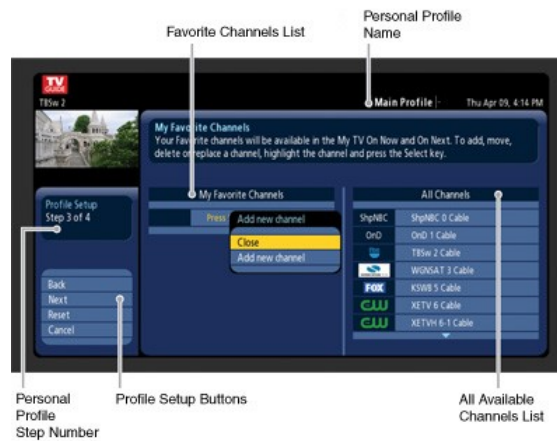 Favorite Channels List
Personal Profile
Name
TV
GUIDE
TBSw 2
Main Profile
Thu Apr 09, 4:14 PM
My Favorite Channels
Your Favorite channels will be available in the My TV On Now and On Next. To add, move,
delete or replace a channel, highlight the channel and press the Select key.
Profile Setup
Step 3 of 4
Back
Next
Reset
Cancel
My Favorite Channels
Press
Add new channel
Close
Add new channel
All Channels
ShpNBC ShpNBC 0 Cable
OnD OnD 1 Cable
TBSw 2 Cable
WGNSAT 3 Cable
FOX KSWB 5 Cable
CW XETV 6 Cable
CW XETVH 6-1 Cable
Personal
Profile
Step Number
Profile Setup Buttons
All Available
Channels List